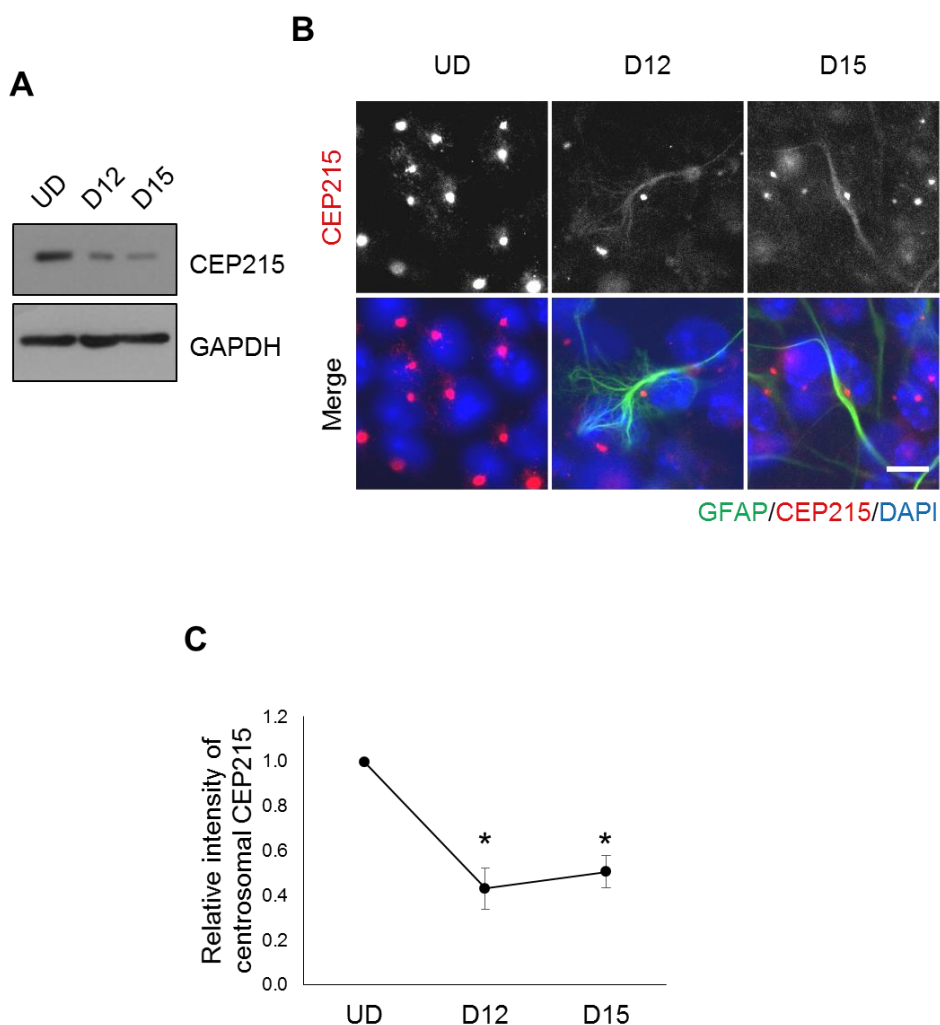 A
UD D12 D15
CEP215
GAPDH
B
UD D12 D15
CEP215
Merge
GFAP/CEP215/DAPI
C
Relative intensity of
centrosomal CEP215
1.2
1.0
0.8
0.6
0.4
0.2
0.0
* *
UD D12 D15